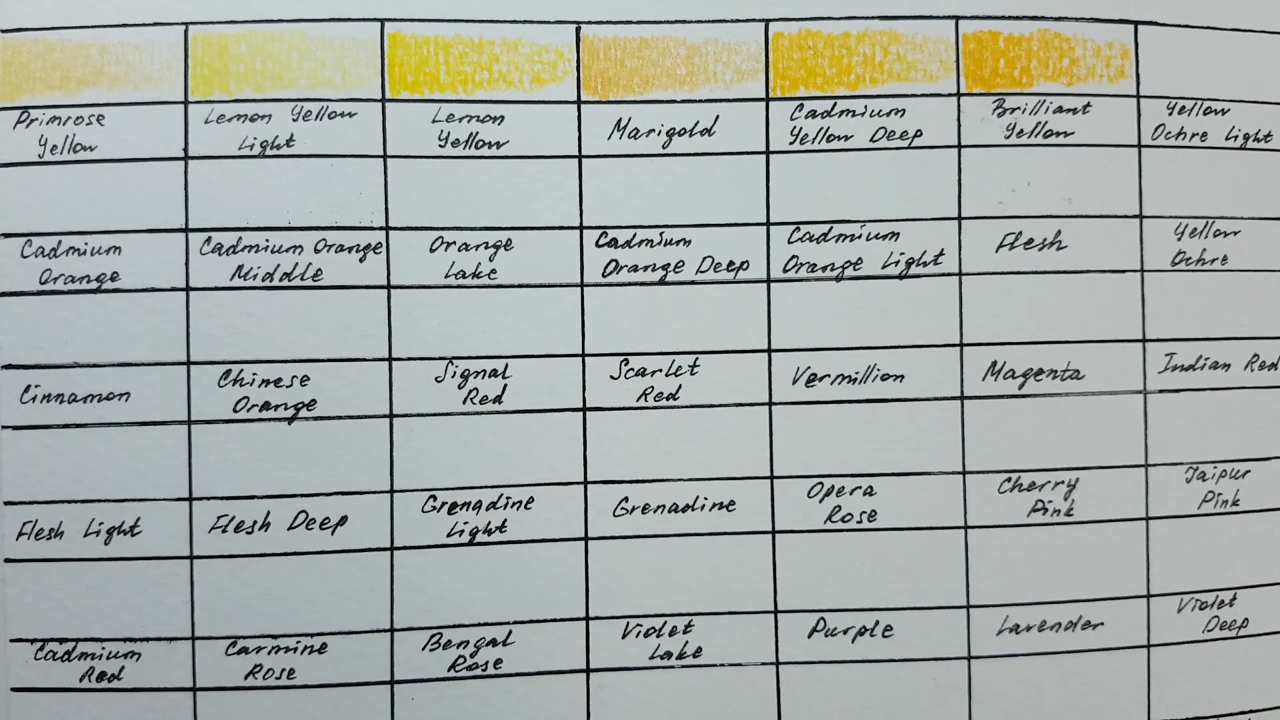 Primrose
Yellow
Lemon Yellow
Light
Lemon
Yellow
Marigold
Cadmium
Yellow Deep
Brilliant
Yellow
Yellow
Ochre Light
Cadmium
Orange
Cadmium Orange
Middle
Orange
Lake
Cadmium
Orange Deep
Cadmium
Orange Light
Flesh
Yellow
Ochre
Cinnamon
Chinese
Orange
Signal
Red
Scarlet
Red
Vermillion
Magenta
Indian Red
Flesh Light
Flesh Deep
Grenadine
Light
Grenadine
Opera
Rose
Cherry
Pink
Jaipur
Pink
Cadmium
Red
Carmine
Rose
Bengal
Rose
Violet
Lake
Purple
Lavender
Violet
Deep